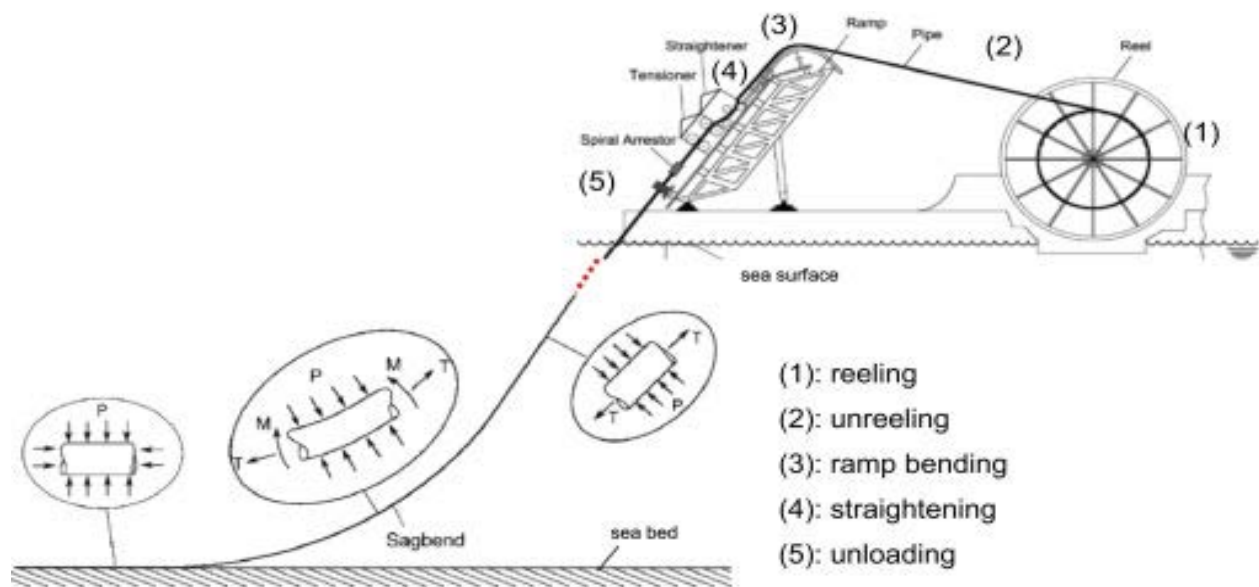 (3)
Ramp
Straightener
(4)
Tensioner
Pipe
(2)
Reel
(1)
Spiral Arrestor
(5)
sea surface
T
P
T
P
M
P
M
T
T
Sagbend
sea bed
(1): reeling
(2): unreeling
(3): ramp bending
(4): straightening
(5): unloading